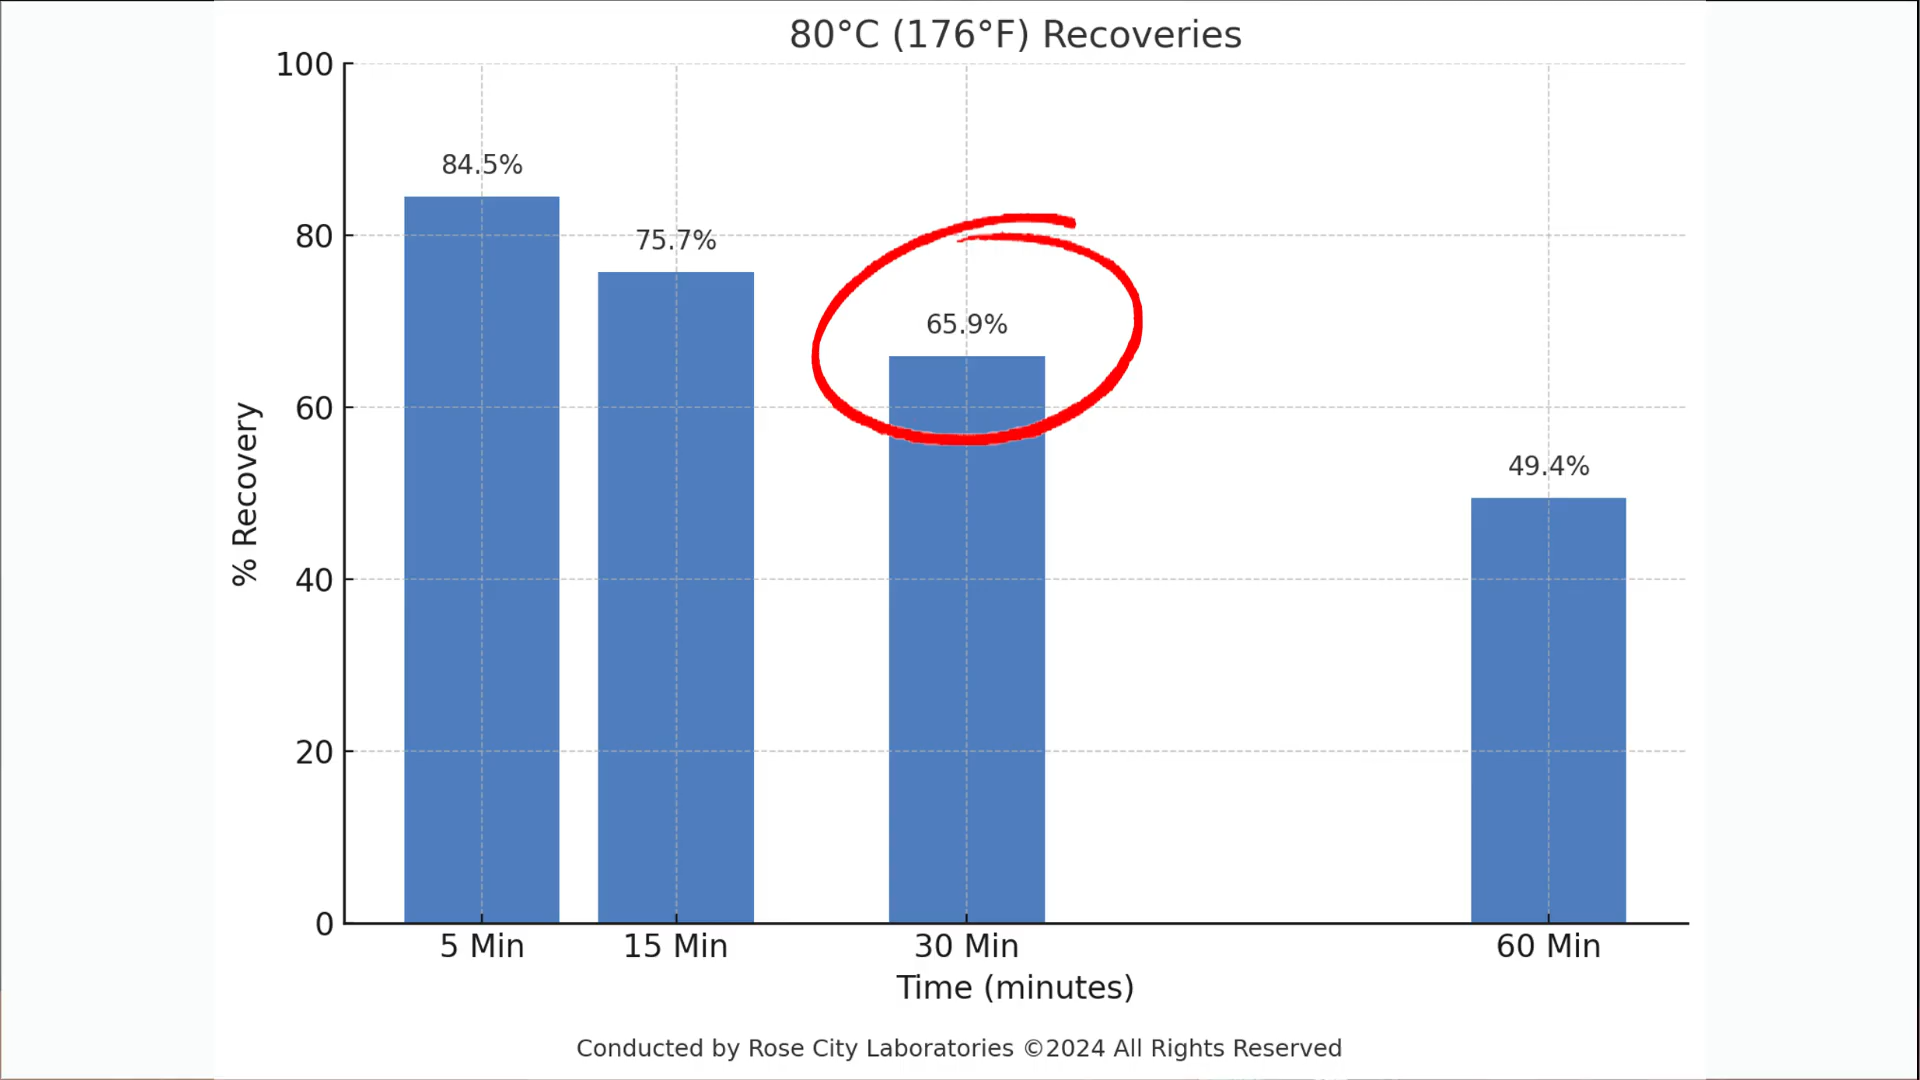 80°C (176°F) Recoveries
100
80
60
40
20
0
% Recovery
84.5%
75.7%
65.9%
49.4%
5 Min
15 Min
30 Min
60 Min
Time (minutes)
Conducted by Rose City Laboratories ©2024 All Rights Reserved